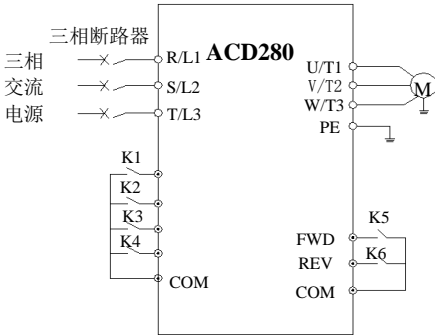 三相断路器
三相
交流
电源
R/L1
S/L2
T/L3
ACD280
U/T1
V/T2
W/T3
PE
M
K1
K2
K3
K4
COM
FWD
REV
COM
K5
K6